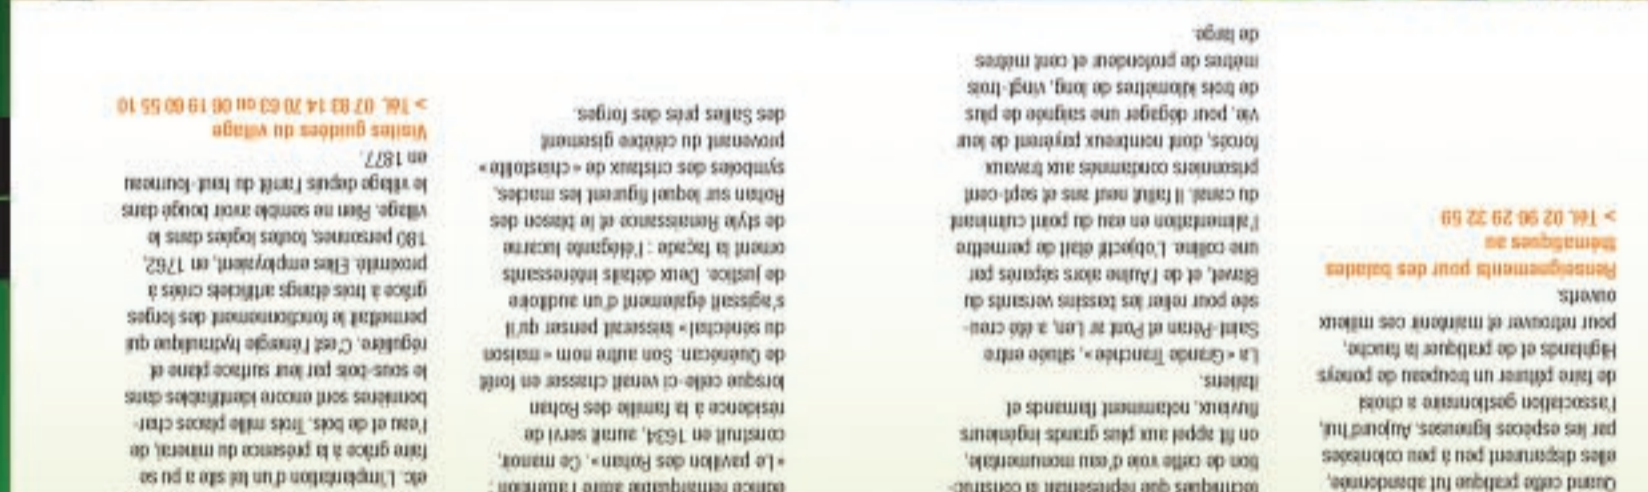 Quand cette pratique fut abandonnée,
elles disparurent peu à peu colonisées
par les espèces ligneuses. Aujourd'hui,
l'association gestionnaire a choisi
de faire pâturer un troupeau de poneys
Highlands et de pratiquer la fauche,
pour retrouver et maintenir ces milieux
ouverts.
Renseignements pour des balades
thématiques au
> Tél. 02 96 29 32 59
techniques que représentait la construc-
tion de cette voie d'eau monumentale,
on fit appel aux plus grands ingénieurs
fluviaux, notamment flamands et
italiens.
La « Grande Tranchée », située entre
Saint-Péran et Pont ar Len, a été creu-
sée pour relier les bassins versants du
Blavet, et de l'Aulne alors séparés par
une colline. L'objectif était de permettre
l'alimentation en eau du point culminant
du canal. Il fallut neuf ans et sept-cent
prisonniers condamnés aux travaux
forcés, dont nombreux payèrent de leur
vie, pour dégager une saignée de plus
de trois kilomètres de long, vingt-trois
mètres de profondeur et cent mètres
de large.
édifice remarquable attire l'attention :
« Le pavillon des Rohan ». Ce manoir,
construit en 1634, aurait servi de
résidence à la famille des Rohan
lorsque celle-ci venait chasser en forêt
de Quénécan. Son autre nom « maison
du sénéchal » laisserait penser qu'il
s'agissait également d'un auditoire
de justice. Deux détails intéressants
ornent la façade : l'élégante lucarne
de style Renaissance et le blason des
Rohan sur lequel figurent les macles,
symboles des cristaux de « chiastolite »
provenant du célèbre gisement
des Salles près des forges.
etc. L'implantation d'un tel site a pu se
faire grâce à la présence du minerai, de
l'eau et de bois. Trois mille places char-
bonnières sont encore identifiables dans
le sous-bois par leur surface plane et
régulière. C'est l'énergie hydraulique qui
permettait le fonctionnement des forges
grâce à trois étangs artificiels créés à
proximité. Elles employaient, en 1762,
180 personnes, toutes logées dans le
village. Rien ne semble avoir bougé dans
le village depuis l'arrêt du haut-fourneau
en 1877.
Visites guidées du village
> Tél. 07 83 14 70 63 ou 06 19 60 55 10